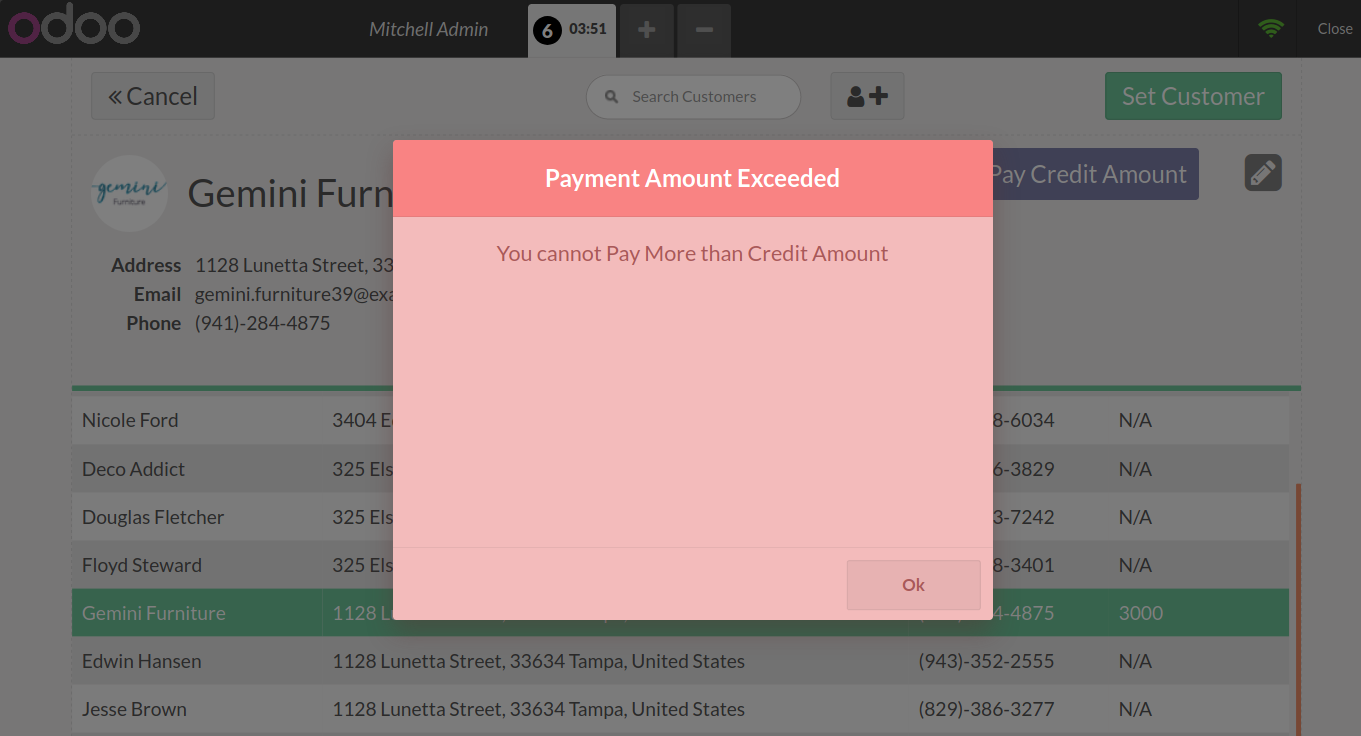 odoo
Mitchell Admin
6 03:51
Close
Cancel
Search Customers
Set Customer
Payment Amount Exceeded
gemini
Furniture
Gemini Furn
Pay Credit Amount
You cannot Pay More than Credit Amount
Address 1128 Lunetta Street, 33
Email gemini.furniture39@exa
Phone (941)-284-4875
Nicole Ford 3404 E 8-6034 N/A
Deco Addict 325 Els 6-3829 N/A
Douglas Fletcher 325 Els 3-7242 N/A
Floyd Steward 325 Els 8-3401 N/A
Ok
Gemini Furniture 1128 Lu 4-4875 3000
Edwin Hansen 1128 Lunetta Street, 33634 Tampa, United States (943)-352-2555 N/A
Jesse Brown 1128 Lunetta Street, 33634 Tampa, United States (829)-386-3277 N/A